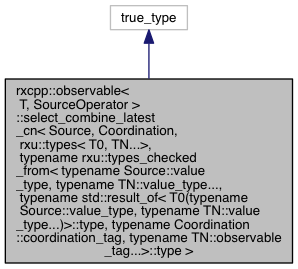 true_type
rxcpp::observable<
T, SourceOperator >
::select_combine_latest
_cn< Source, Coordination,
rxu::types< T0, TN...>,
typename rxu::types_checked
_from< typename Source::value
_type, typename TN::value_type...,
typename std::result_of< T0(typename
Source::value_type, typename TN::value
_type...)>::type, typename Coordination
::coordination_tag, typename TN::observable
_tag...>::type >